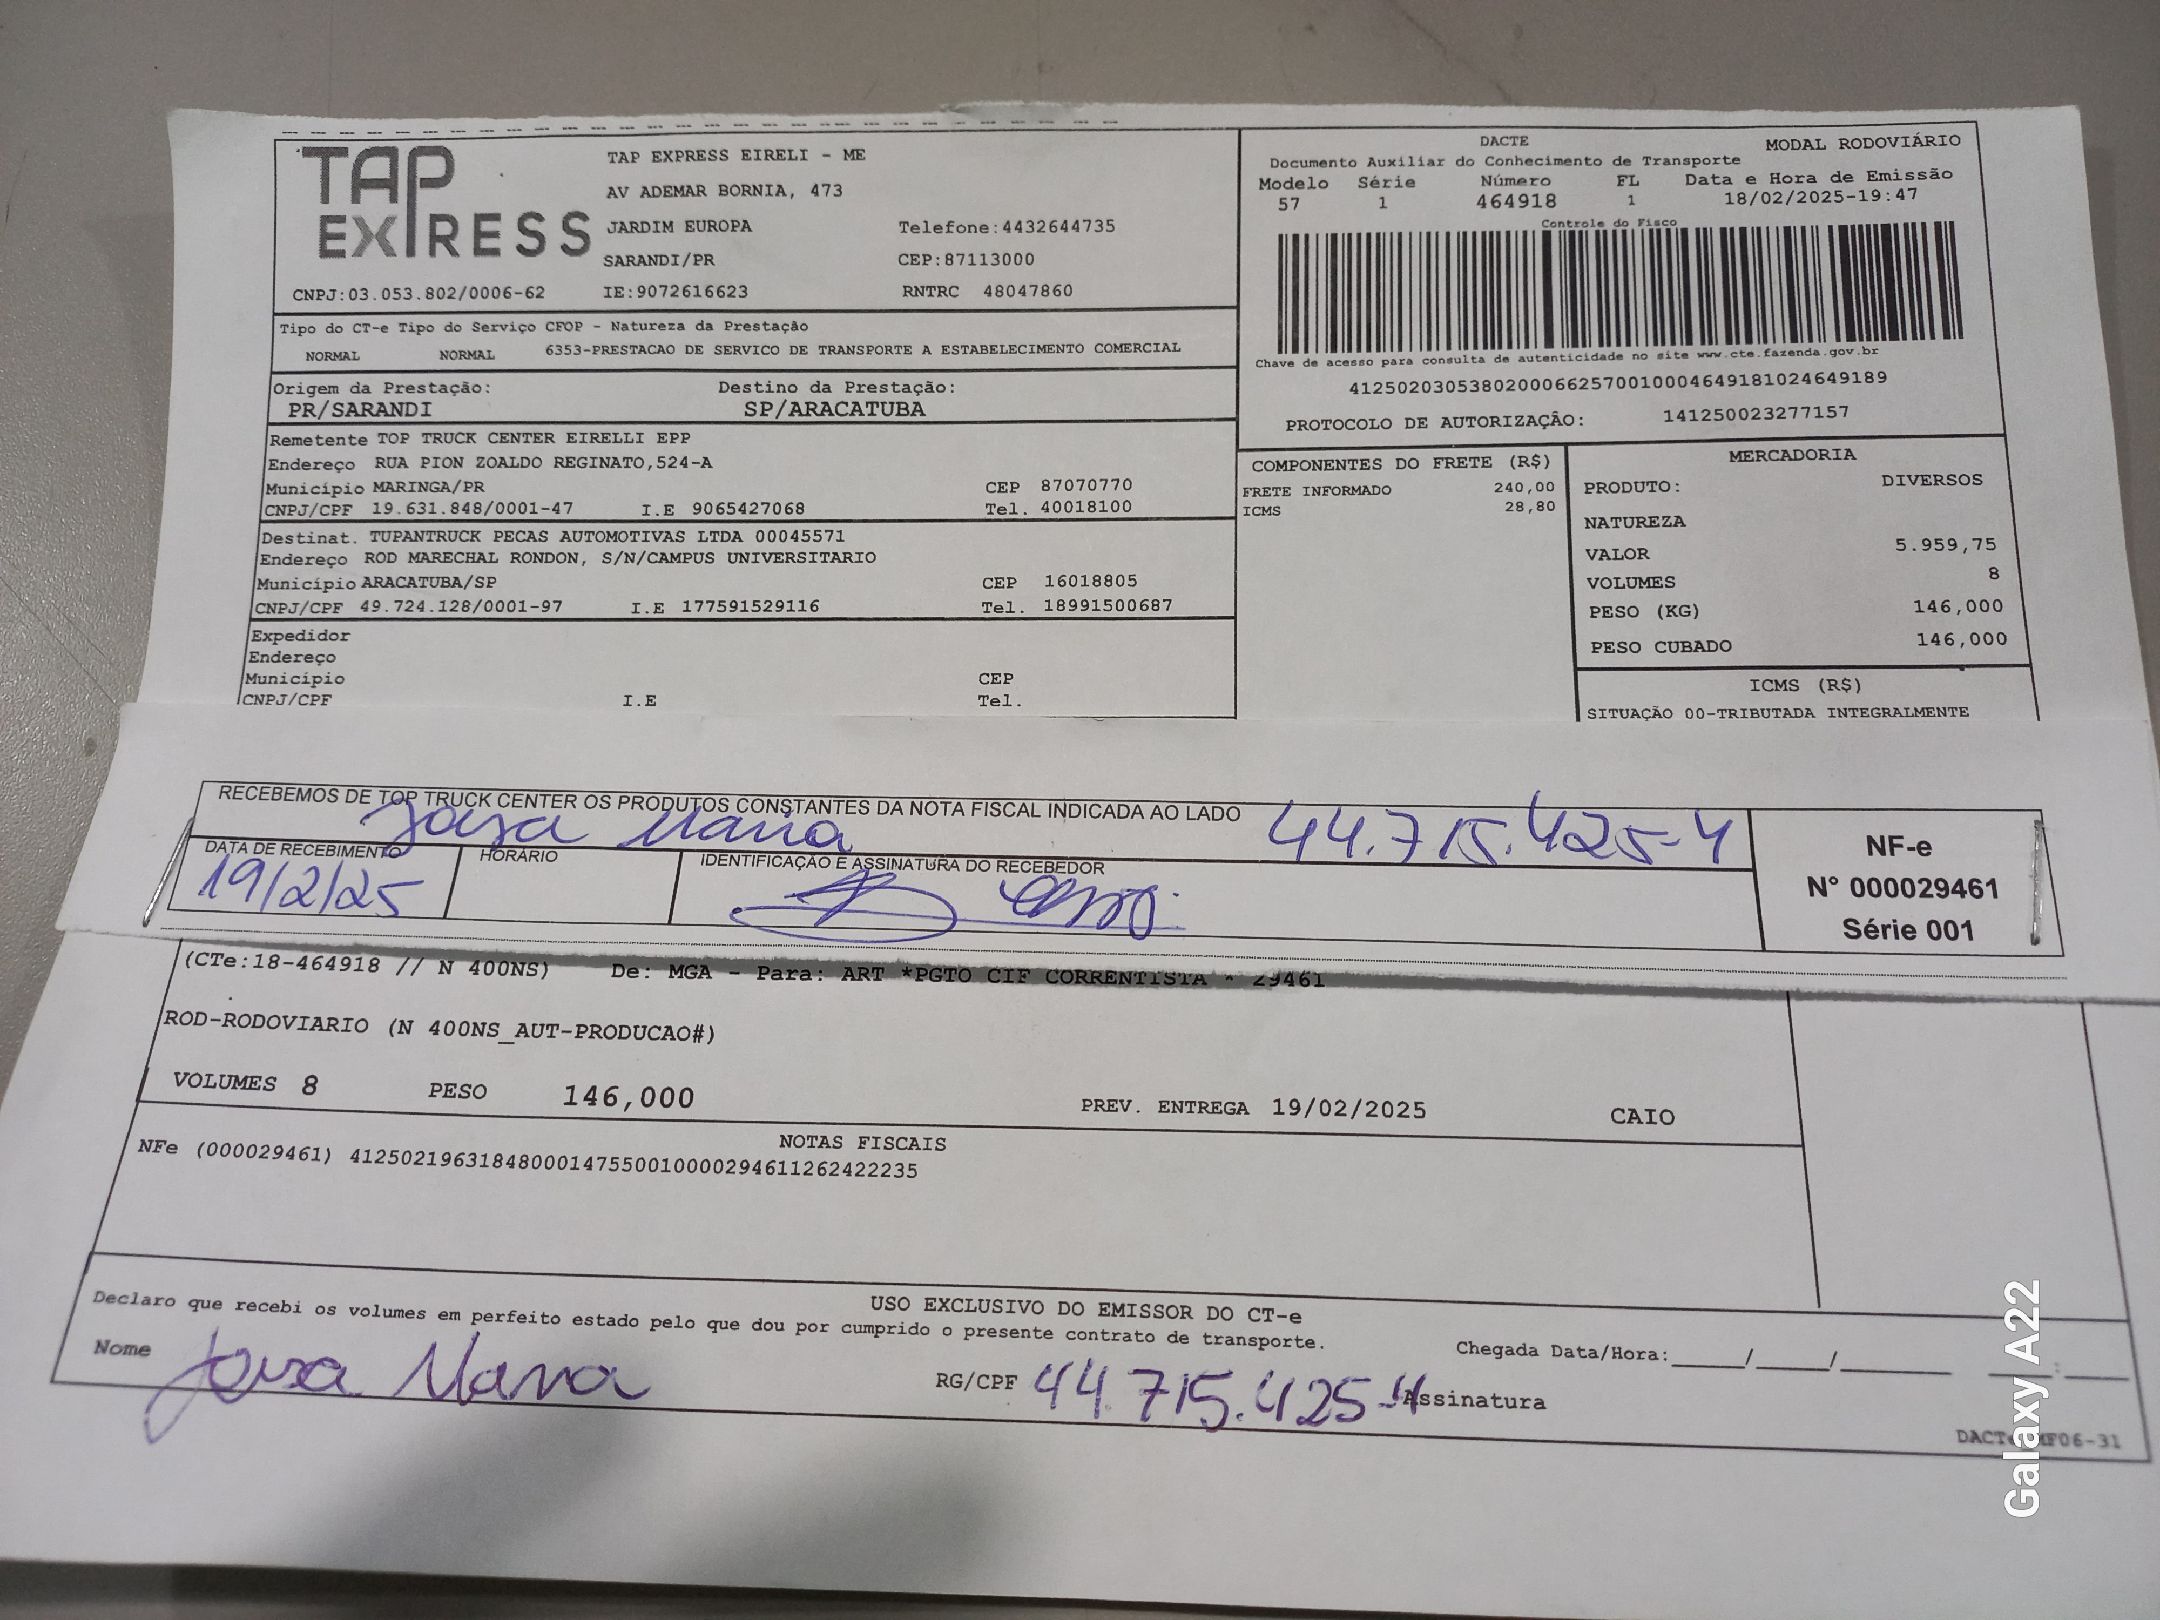 TAP EXPRESS
TAP EXPRESS EIRELI - ME
AV ADEMAR BORNIA, 473
JARDIM EUROPA Telefone:4432644735
SARANDI/PR CEP:87113000
CNPJ:03.053.802/0006-62 IE:9072616623 RNTRC 48047860
DACTE MODAL RODOVIÁRIO
Documento Auxiliar do Conhecimento de Transporte
Modelo Série Número FL Data e Hora de Emissão
57 1 464918 1 18/02/2025-19:47
Controle do Fisco
Chave de acesso para consulta de autenticidade no site www.cte.fazenda.gov.br
41250203053802000662570010004649181024649189
PROTOCOLO DE AUTORIZAÇÂO: 141250023277157
Tipo do CT-e Tipo do Serviço CFOP - Natureza da Prestação
NORMAL NORMAL 6353-PRESTACAO DE SERVICO DE TRANSPORTE A ESTABELECIMENTO COMERCIAL
Origem da Prestação: Destino da Prestação:
PR/SARANDI SP/ARACATUBA
Remetente TOP TRUCK CENTER EIRELLI EPP
Endereço RUA PION ZOALDO REGINATO,524-A
Município MARINGA/PR CEP 87070770
CNPJ/CPF 19.631.848/0001-47 I.E 9065427068 Tel. 40018100
Destinat. TUPANTRUCK PECAS AUTOMOTIVAS LTDA 00045571
Endereço ROD MARECHAL RONDON, S/N/CAMPUS UNIVERSITARIO
Município ARACATUBA/SP CEP 16018805
CNPJ/CPF 49.724.128/0001-97 I.E 177591529116 Tel. 18991500687
Expedidor
Endereço
Município CEP
CNPJ/CPF I.E Tel.
COMPONENTES DO FRETE (R$)
FRETE INFORMADO 240,00
ICMS 28,80
MERCADORIA
PRODUTO: DIVERSOS
NATUREZA
VALOR 5.959,75
VOLUMES 8
PESO (KG) 146,000
PESO CUBADO 146,000
ICMS (R$)
SITUAÇÃO 00-TRIBUTADA INTEGRALMENTE
RECEBEMOS DE TOP TRUCK CENTER OS PRODUTOS CONSTANTES DA NOTA FISCAL INDICADA AO LADO
Maria 44.715.425-4
DATA DE RECEBIMENTO HORÁRIO IDENTIFICAÇÃO E ASSINATURA DO RECEBEDOR
19/2/25
NF-e
N° 000029461
Série 001
(CTe:18-464918 // N 400NS) De: MGA - Para: ART *PGTO CIF CORRENTISTA - 29461
ROD-RODOVIARIO (N 400NS_AUT-PRODUCAO#)
VOLUMES 8 PESO 146,000 PREV. ENTREGA 19/02/2025 CAIO
NOTAS FISCAIS
NFe (000029461) 41250219631848000147550010000294611262422235
USO EXCLUSIVO DO EMISSOR DO CT-e
Declaro que recebi os volumes em perfeito estado pelo que dou por cumprido o presente contrato de transporte.
Nome Maria RG/CPF 44.715.425-4 Assinatura
Chegada Data/Hora:_____/_____/_______ ____:____
06-31
Galaxy A22